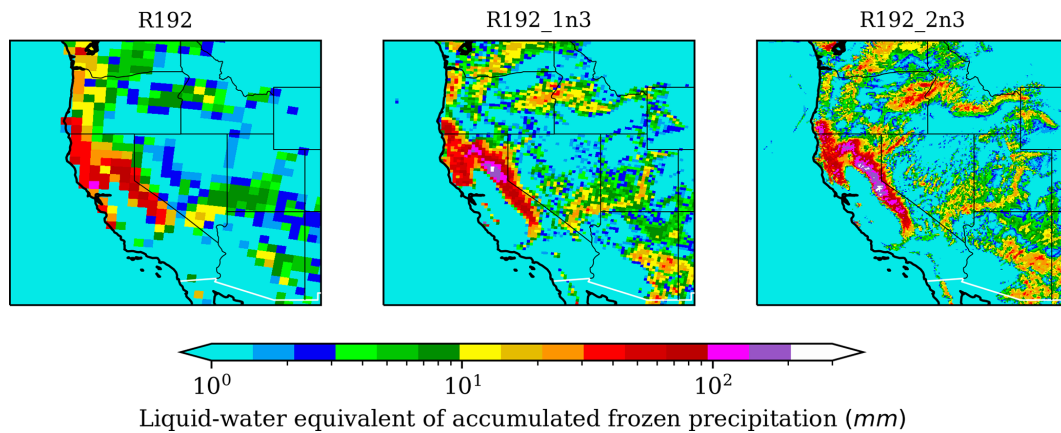 R192 R192_1n3 R192_2n3
10⁰ 10¹ 10²
Liquid-water equivalent of accumulated frozen precipitation (mm)